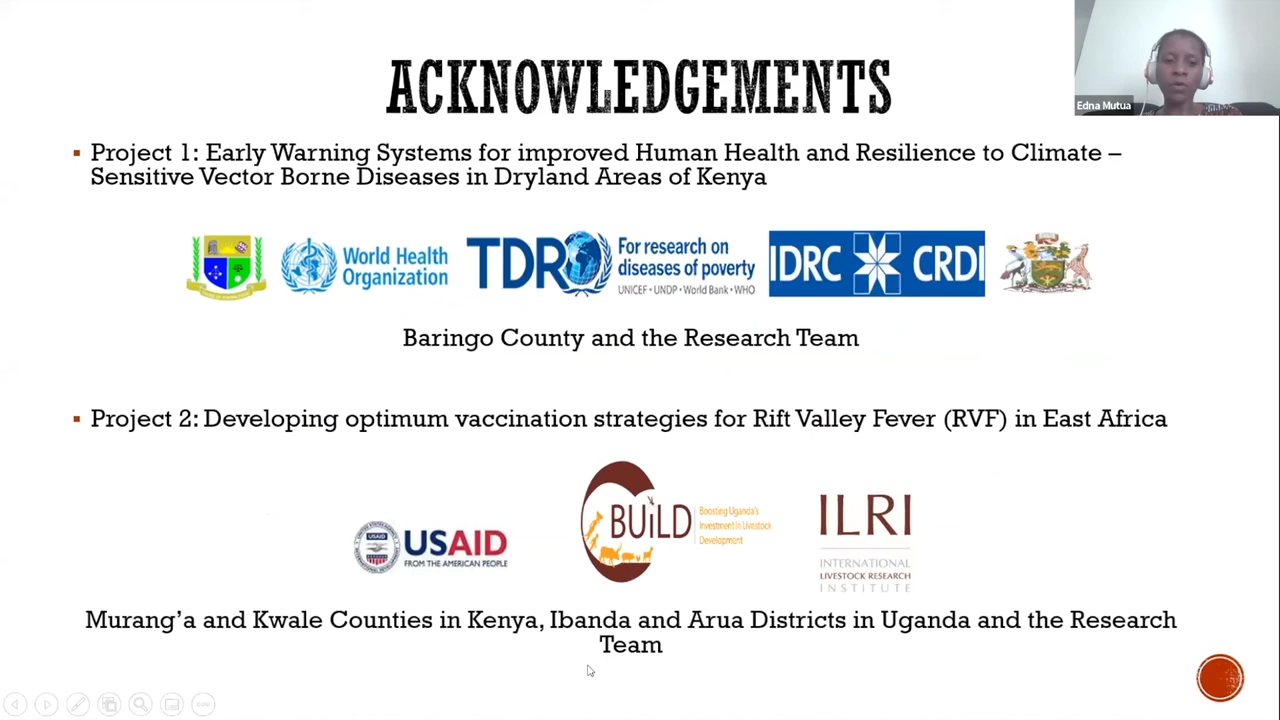 ACKNOWLEDGEMENTS
Edna Mutua
▪ Project 1: Early Warning Systems for improved Human Health and Resilience to Climate –
Sensitive Vector Borne Diseases in Dryland Areas of Kenya
World Health
Organization
TDR
For research on
diseases of poverty
UNICEF • UNDP • World Bank • WHO
IDRC CRDI
Baringo County and the Research Team
▪ Project 2: Developing optimum vaccination strategies for Rift Valley Fever (RVF) in East Africa
USAID
FROM THE AMERICAN PEOPLE
BUiLD
Boosting Uganda's
Investment in Livestock
Development
ILRI
INTERNATIONAL
LIVESTOCK RESEARCH
INSTITUTE
Murang'a and Kwale Counties in Kenya, Ibanda and Arua Districts in Uganda and the Research
Team